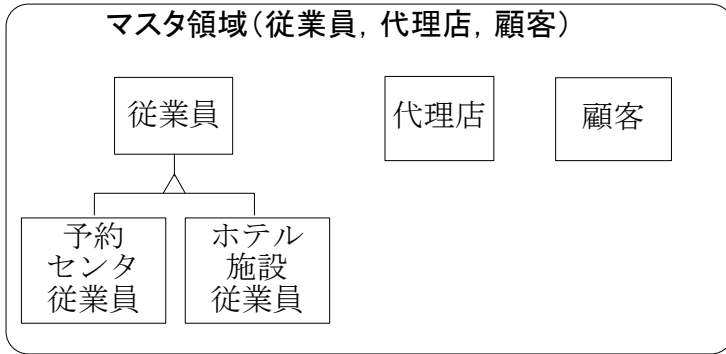 マスタ領域(従業員，代理店，顧客)
従業員
代理店
顧客
予約
センタ
従業員
ホテル
施設
従業員